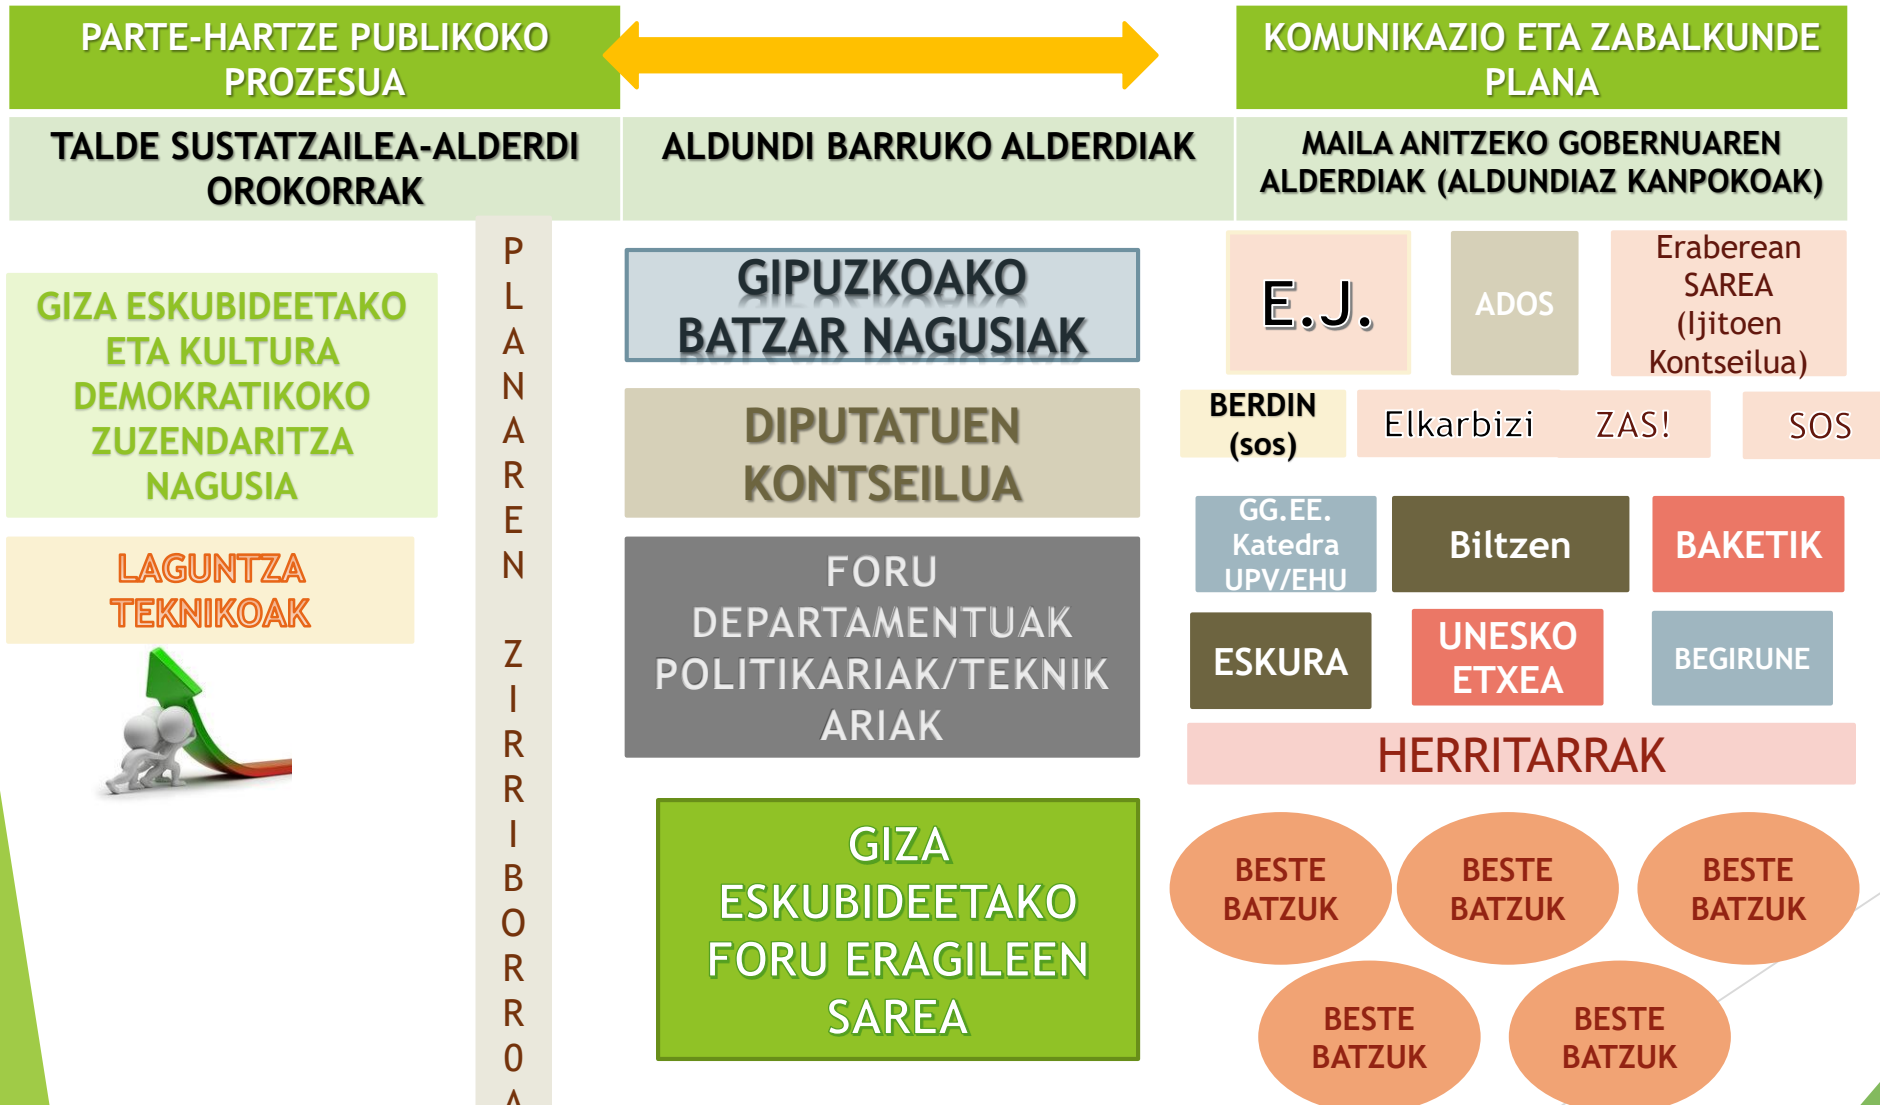 PARTE-HARTZE PUBLIKOKO
PROZESUA
KOMUNIKAZIO ETA ZABALKUNDE
PLANA
TALDE SUSTATZAILEA-ALDERDI
OROKORRAK
ALDUNDI BARRUKO ALDERDIAK
MAILA ANITZEKO GOBERNUAREN
ALDERDIAK (ALDUNDIAZ KANPOKOAK)
GIZA ESKUBIDEETAKO
ETA KULTURA
DEMOKRATIKOKO
ZUZENDARITZA
NAGUSIA
LAGUNTZA
TEKNIKOAK
P
L
A
N
A
R
E
N
Z
I
R
R
I
B
O
R
R
O
A
GIPUZKOAKO
BATZAR NAGUSIAK
DIPUTATUEN
KONTSEILUA
FORU
DEPARTAMENTUAK
POLITIKARIAK/TEKNIK
ARIAK
GIZA
ESKUBIDEETAKO
FORU ERAGILEEN
SAREA
E.J.
ADOS
Eraberean
SAREA
(Ijitoen
Kontseilua)
BERDIN
(sos)
Elkarbizi
ZAS!
SOS
GG.EE.
Katedra
UPV/EHU
Biltzen
BAKETIK
ESKURA
UNESKO
ETXEA
BEGIRUNE
HERRITARRAK
BESTE
BATZUK
BESTE
BATZUK
BESTE
BATZUK
BESTE
BATZUK
BESTE
BATZUK